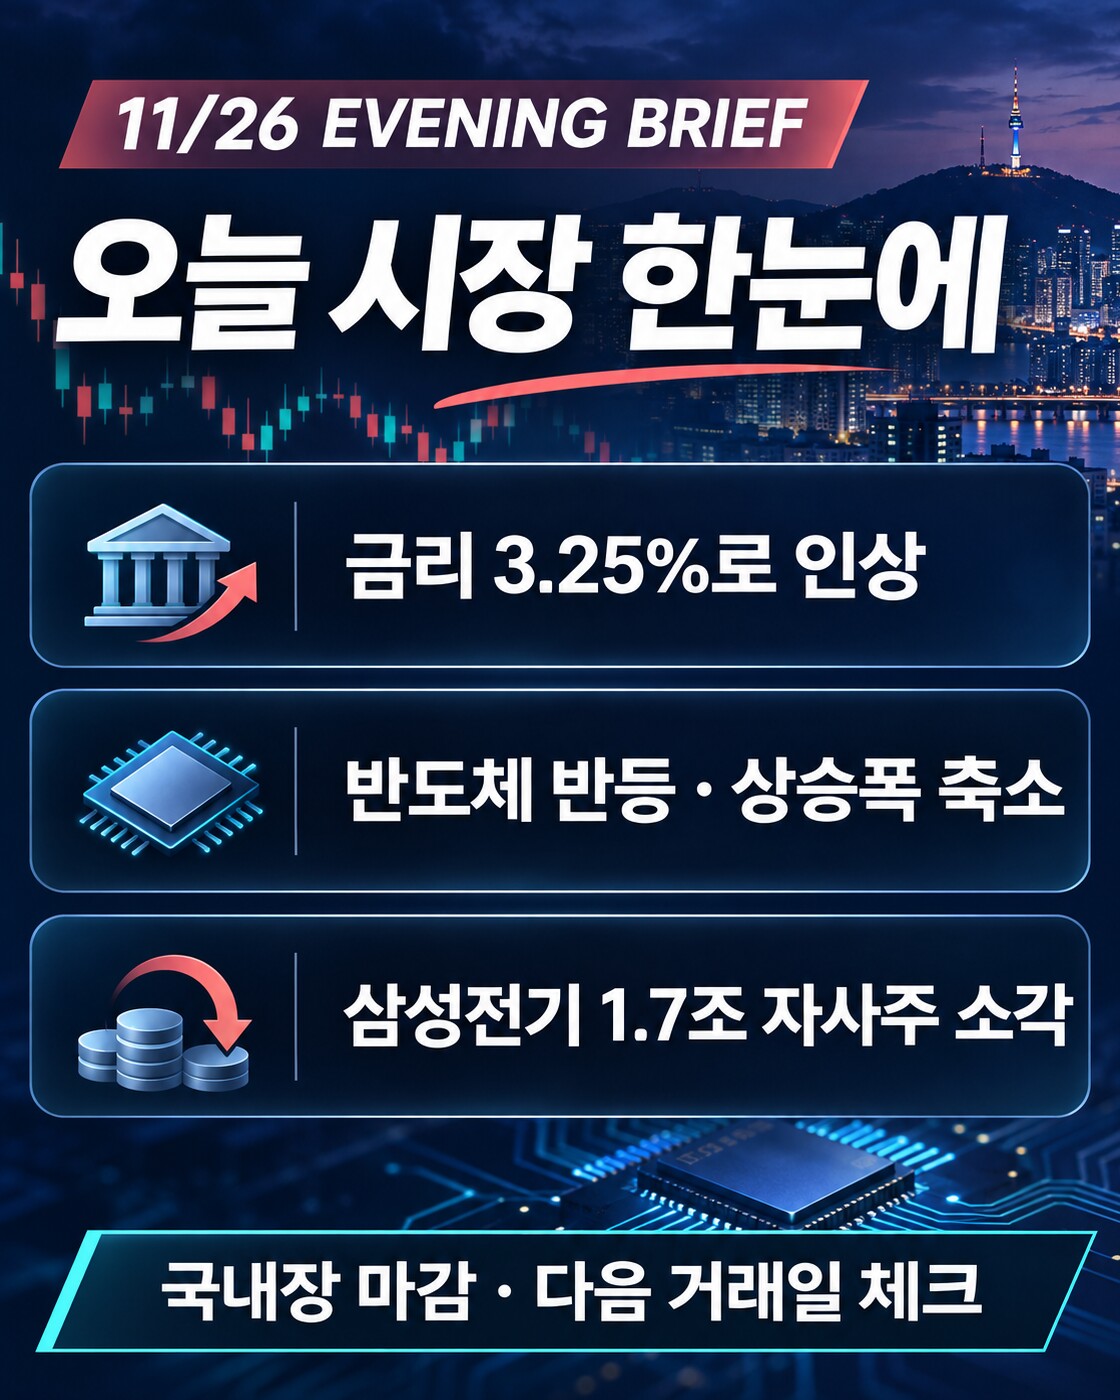 11/26 EVENING BRIEF
오늘 시장 한눈에
금리 3.25%로 인상
반도체 반등 · 상승폭 축소
삼성전기 1.7조 자사주 소각
국내장 마감 · 다음 거래일 체크